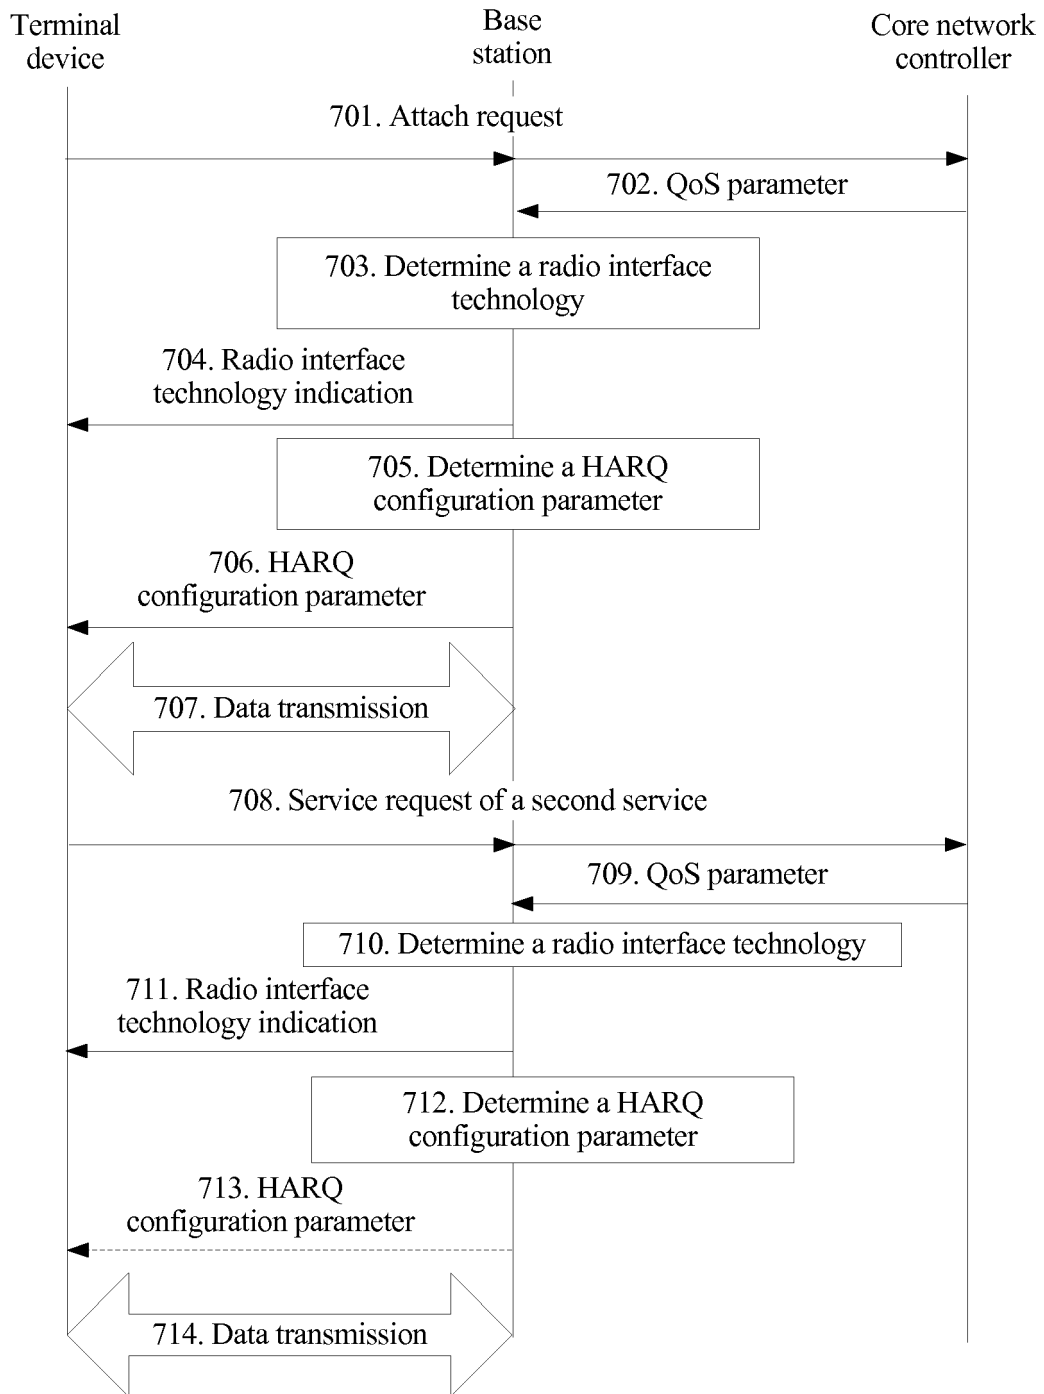 Terminal
device
Base
station
Core network
controller
701. Attach request
702. QoS parameter
703. Determine a radio interface
technology
704. Radio interface
technology indication
705. Determine a HARQ
configuration parameter
706. HARQ
configuration parameter
707. Data transmission
708. Service request of a second service
709. QoS parameter
710. Determine a radio interface technology
711. Radio interface
technology indication
712. Determine a HARQ
configuration parameter
713. HARQ
configuration parameter
714. Data transmission